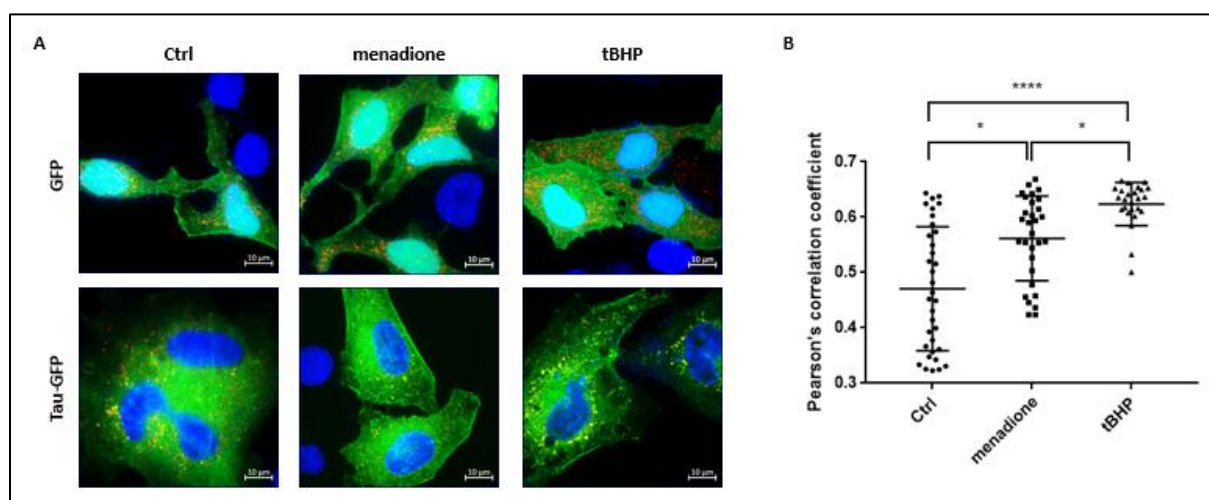 A
Ctrl
menadione
tBHP
GFP
10 µm
10 µm
10 µm
Tau-GFP
10 µm
10 µm
10 µm
B
****
*
*
Pearson's correlation coefficient
0.7
0.6
0.5
0.4
0.3
Ctrl
menadione
tBHP